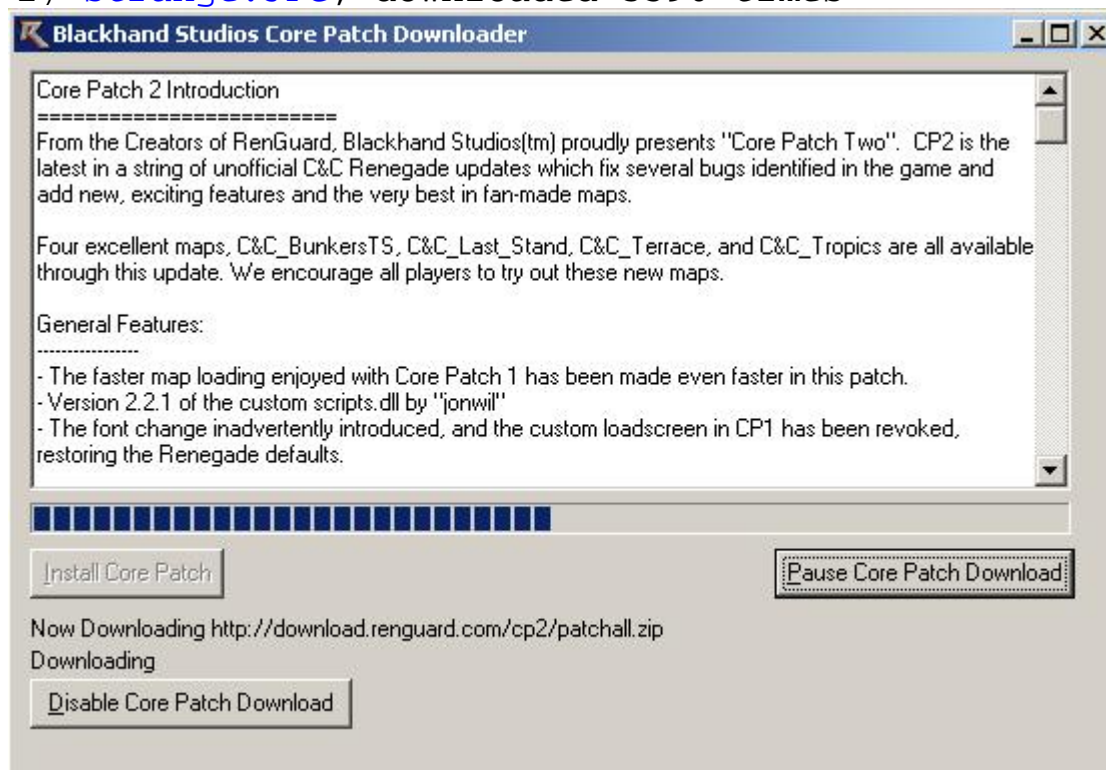 Blackhand Studios Core Patch Downloader
Core Patch 2 Introduction
==========================
From the Creators of RenGuard, Blackhand Studios(tm) proudly presents "Core Patch Two".  CP2 is the
latest in a string of unofficial C&C Renegade updates which fix several bugs identified in the game and
add new, exciting features and the very best in fan-made maps.
Four excellent maps, C&C_BunkersTS, C&C_Last_Stand, C&C_Terrace, and C&C_Tropics are all available
through this update. We encourage all players to try out these new maps.
General Features:
-----------------
- The faster map loading enjoyed with Core Patch 1 has been made even faster in this patch.
- Version 2.2.1 of the custom scripts.dll by "jonwil"
- The font change inadvertently introduced, and the custom loadscreen in CP1 has been revoked,
restoring the Renegade defaults.
Install Core Patch
Pause Core Patch Download
Now Downloading http://download.renguard.com/cp2/patchall.zip
Downloading
Disable Core Patch Download